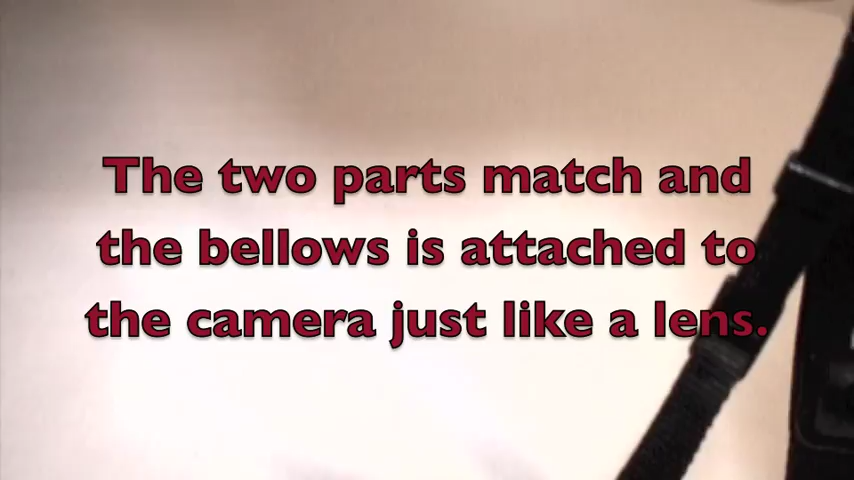 The two parts match and
the bellows is attached to
the camera just like a lens.